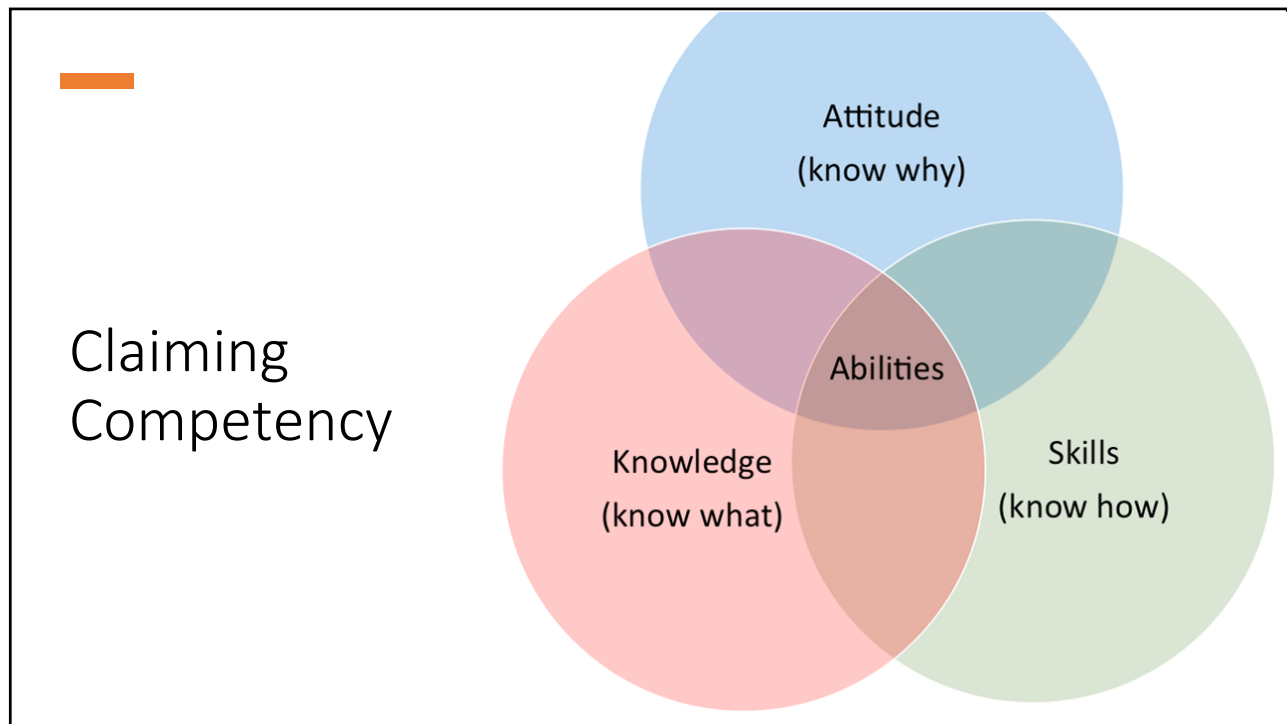 Claiming
Competency
Attitude
(know why)
Abilities
Knowledge
(know what)
Skills
(know how)